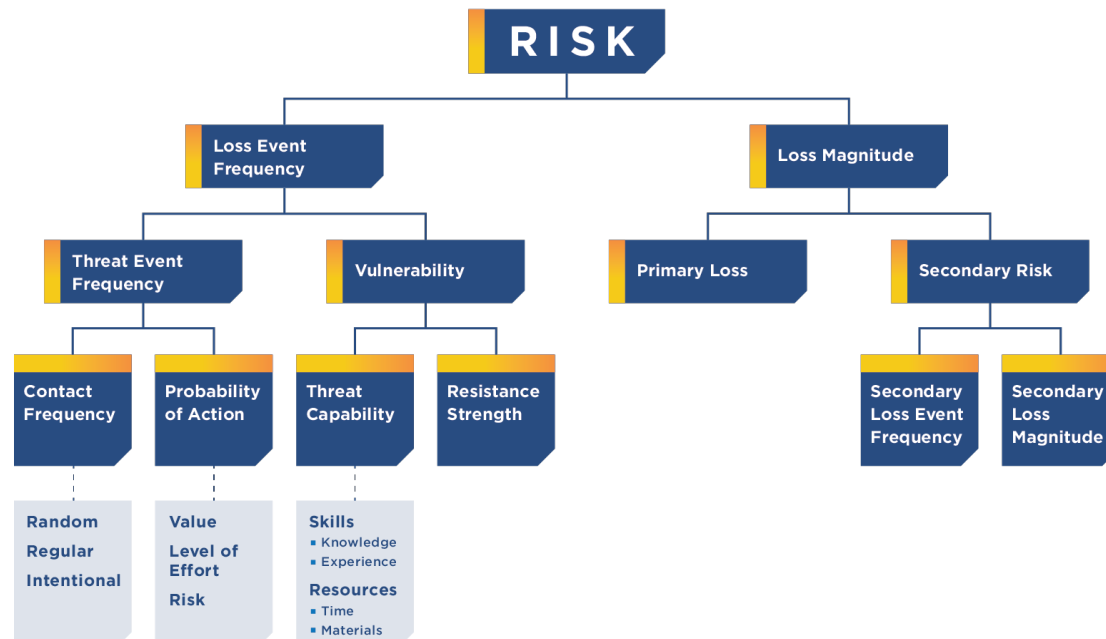 RISK
Loss Event
Frequency
Loss Magnitude
Threat Event
Frequency
Vulnerability
Primary Loss
Secondary Risk
Contact
Frequency
Probability
of Action
Threat
Capability
Resistance
Strength
Secondary
Loss Event
Frequency
Secondary
Loss
Magnitude
Random
Regular
Intentional
Value
Level of
Effort
Risk
Skills
▪ Knowledge
▪ Experience
Resources
▪ Time
▪ Materials